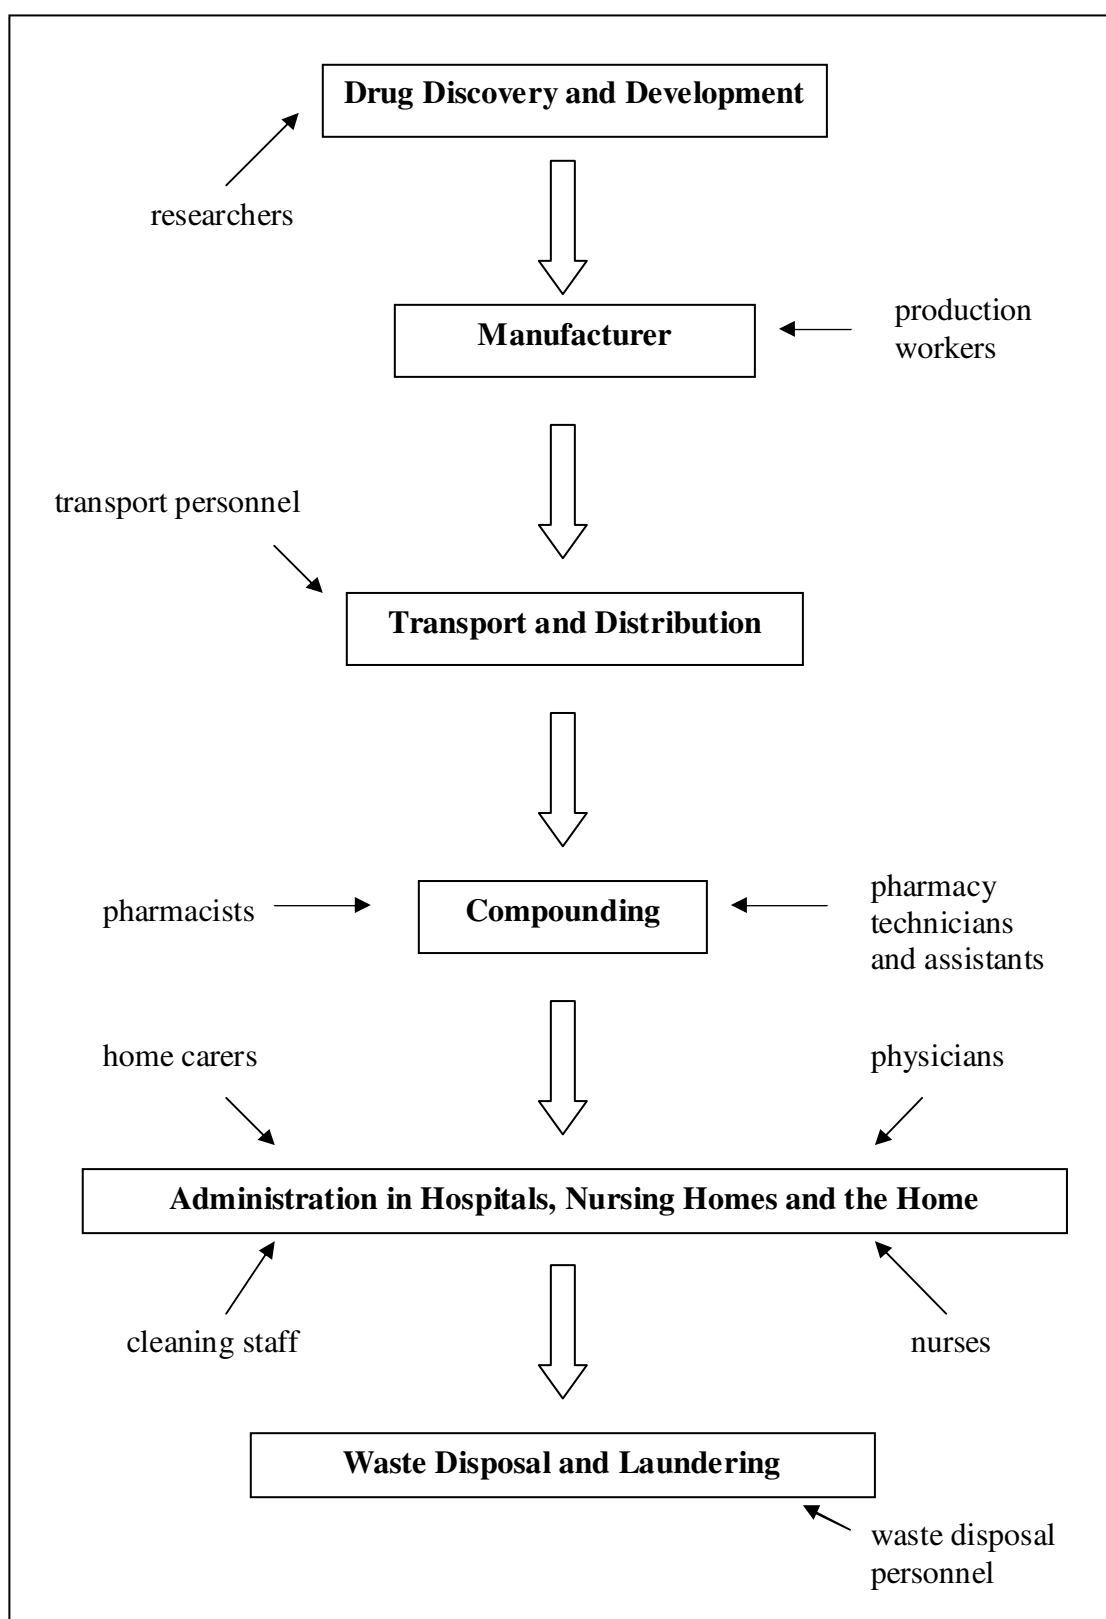 Drug Discovery and Development
researchers
Manufacturer
production
workers
transport personnel
Transport and Distribution
pharmacists
Compounding
pharmacy
technicians
and assistants
home carers
physicians
Administration in Hospitals, Nursing Homes and the Home
cleaning staff
nurses
Waste Disposal and Laundering
waste disposal
personnel